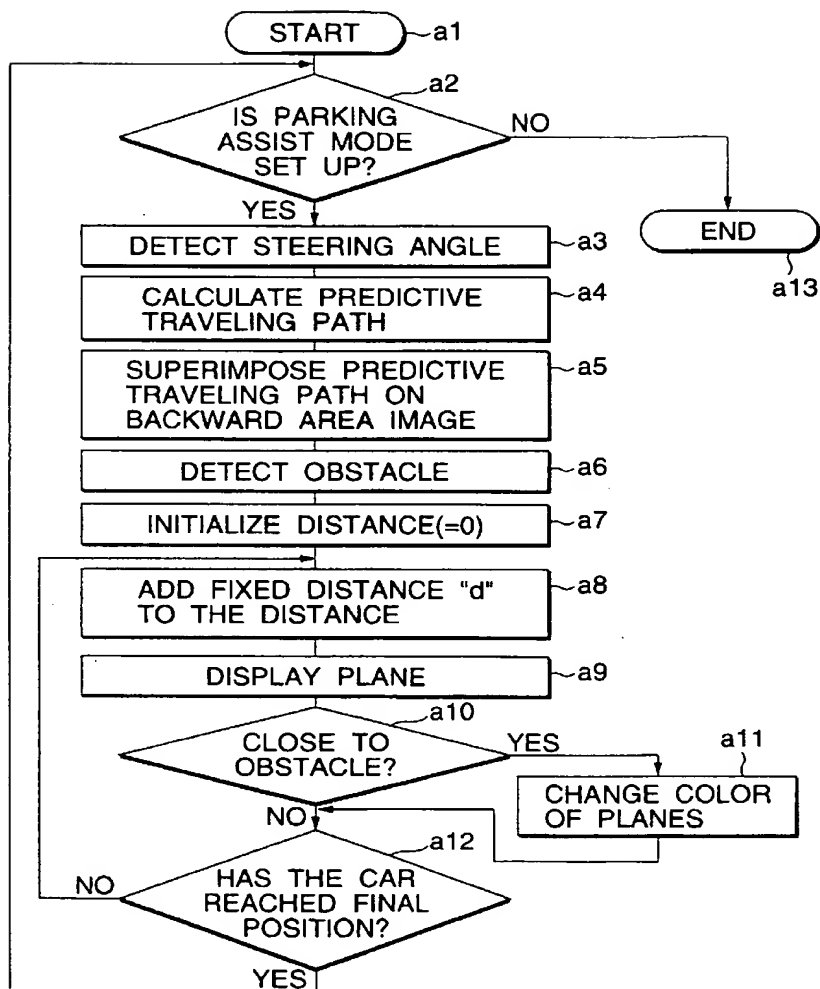 START
a1
a2
IS PARKING
ASSIST MODE
SET UP?
NO
YES
DETECT STEERING ANGLE
a3
END
a13
CALCULATE PREDICTIVE
TRAVELING PATH
a4
SUPERIMPOSE PREDICTIVE
TRAVELING PATH ON
BACKWARD AREA IMAGE
a5
DETECT OBSTACLE
a6
INITIALIZE DISTANCE(=0)
a7
ADD FIXED DISTANCE "d"
TO THE DISTANCE
a8
DISPLAY PLANE
a9
a10
CLOSE TO
OBSTACLE?
YES
a11
CHANGE COLOR
OF PLANES
NO
a12
HAS THE CAR
REACHED FINAL
POSITION?
NO
YES